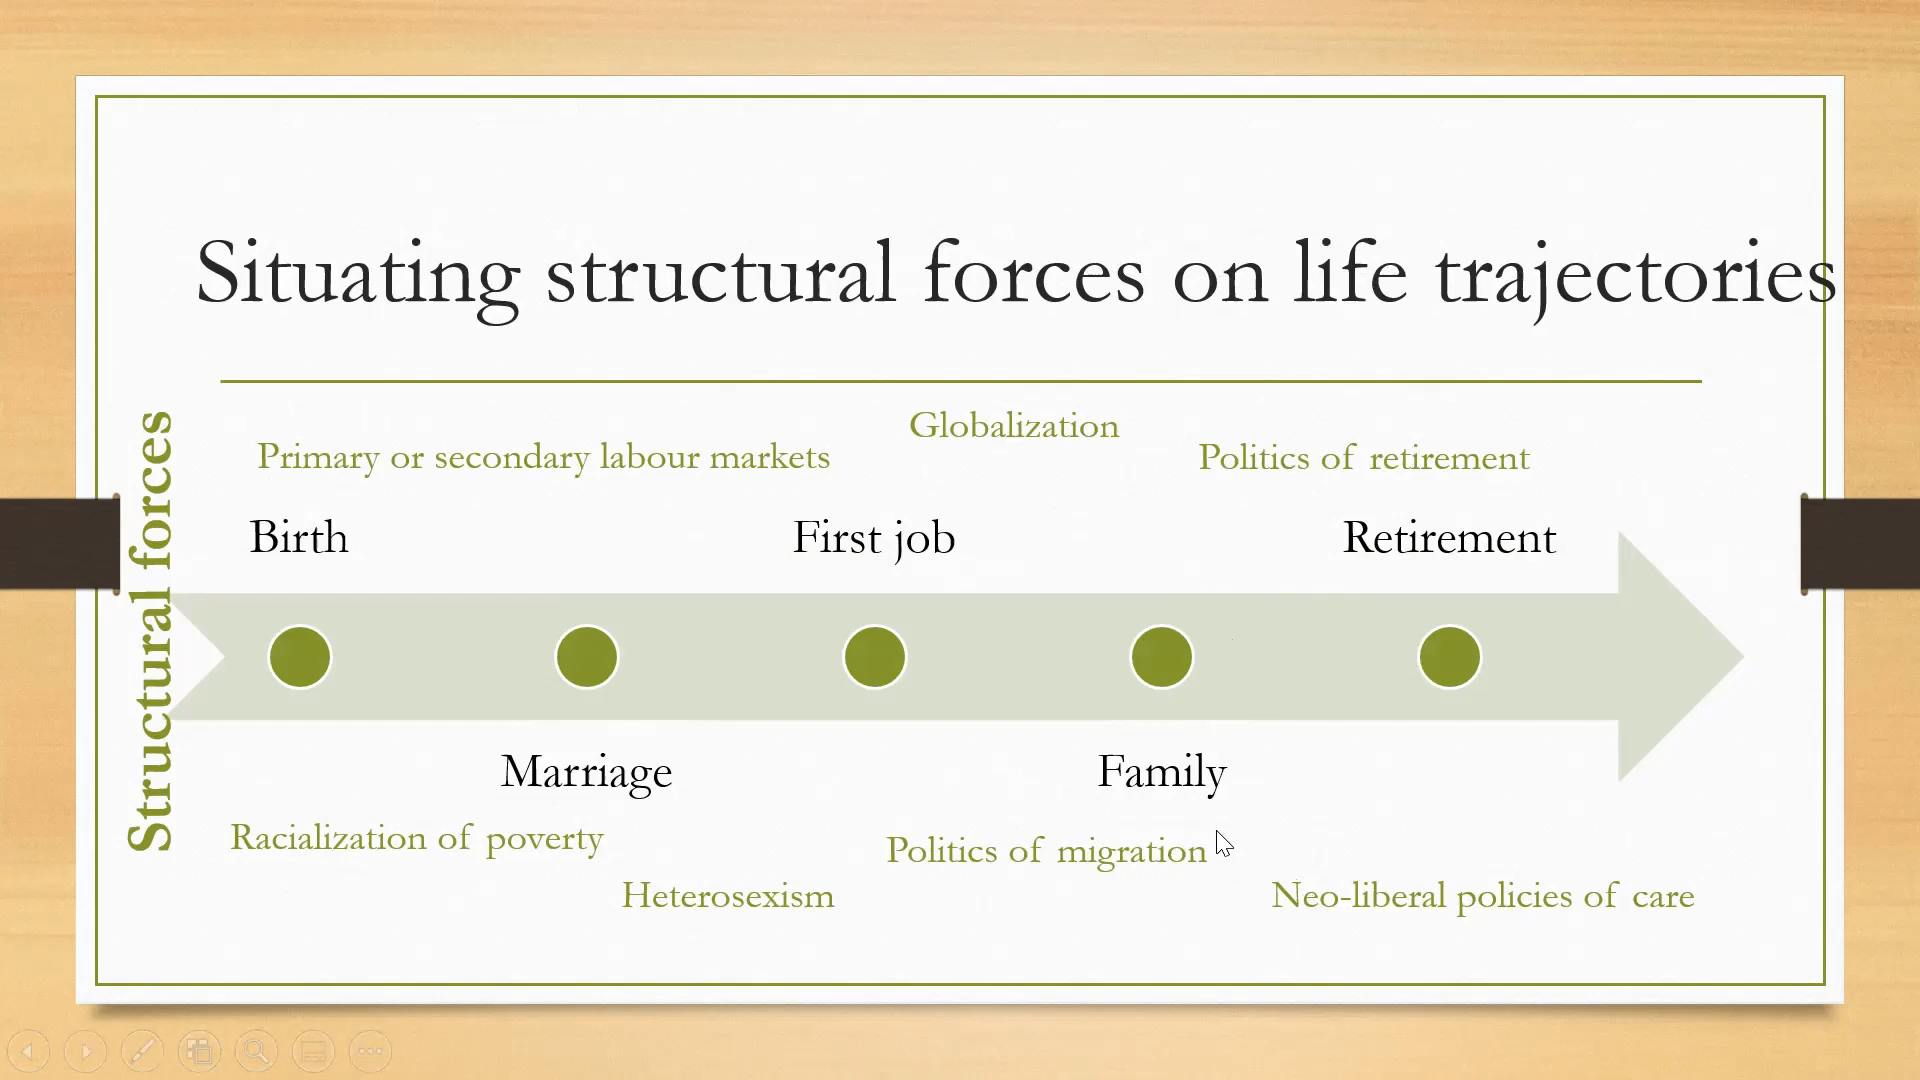 Situating structural forces on life trajectories
Structural forces
Globalization
Primary or secondary labour markets
Politics of retirement
Birth
First job
Retirement
Marriage
Family
Racialization of poverty
Politics of migration
Heterosexism
Neo-liberal policies of care